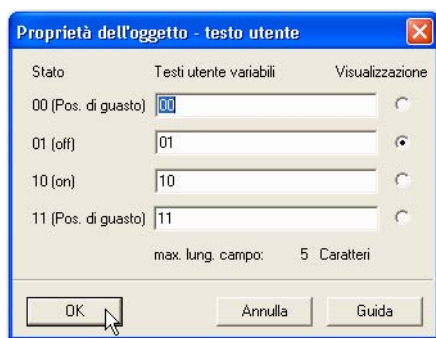 Proprietà dell'oggetto - testo utente
Stato Testi utente variabili Visualizzazione
00 (Pos. di guasto) 00
01 (off) 01
10 (on) 10
11 (Pos. di guasto) 11
max. lung. campo: 5 Caratteri
OK Annulla Guida